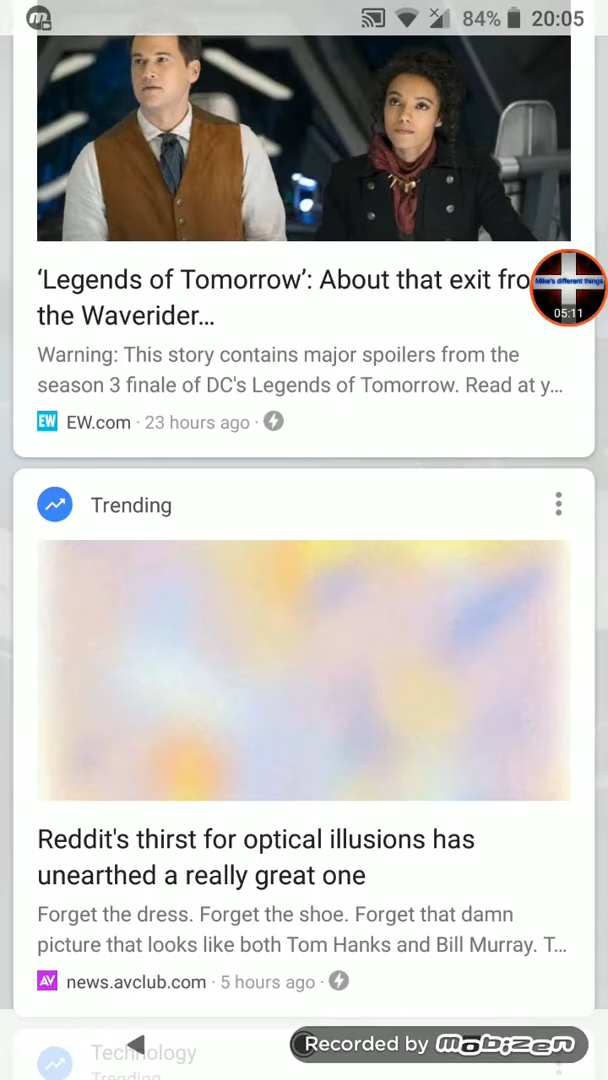 84% 20:05
‘Legends of Tomorrow’: About that exit fro
the Waverider…
Mike's different things
05:11
Warning: This story contains major spoilers from the
season 3 finale of DC's Legends of Tomorrow. Read at y…
EW EW.com · 23 hours ago ·
Trending
Reddit's thirst for optical illusions has
unearthed a really great one
Forget the dress. Forget the shoe. Forget that damn
picture that looks like both Tom Hanks and Bill Murray. T…
AV news.avclub.com · 5 hours ago ·
Technology
Trending
Recorded by mobizen